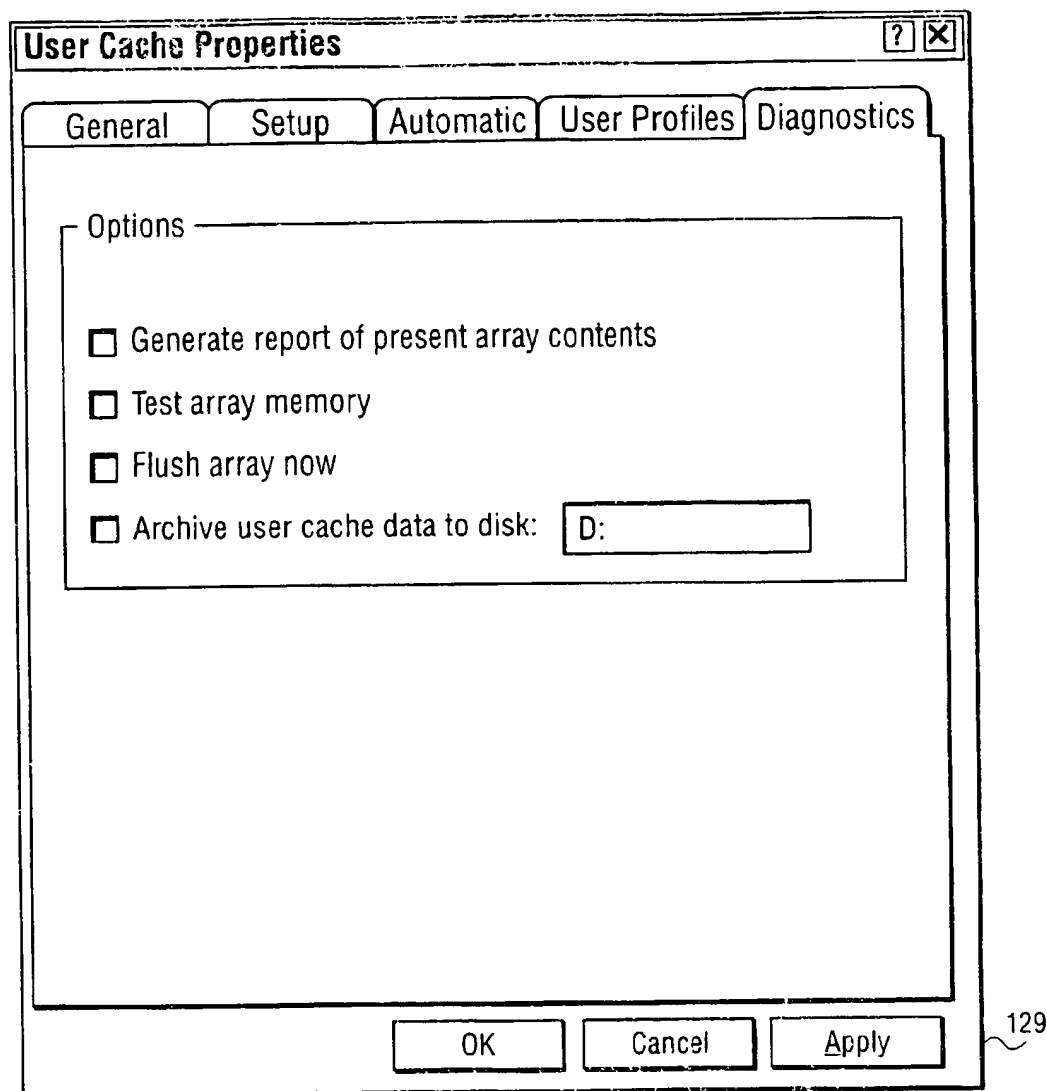 User Cache Properties ? X
General Setup Automatic User Profiles Diagnostics
Options
Generate report of present array contents
Test array memory
Flush array now
Archive user cache data to disk: D:
OK Cancel Apply
129